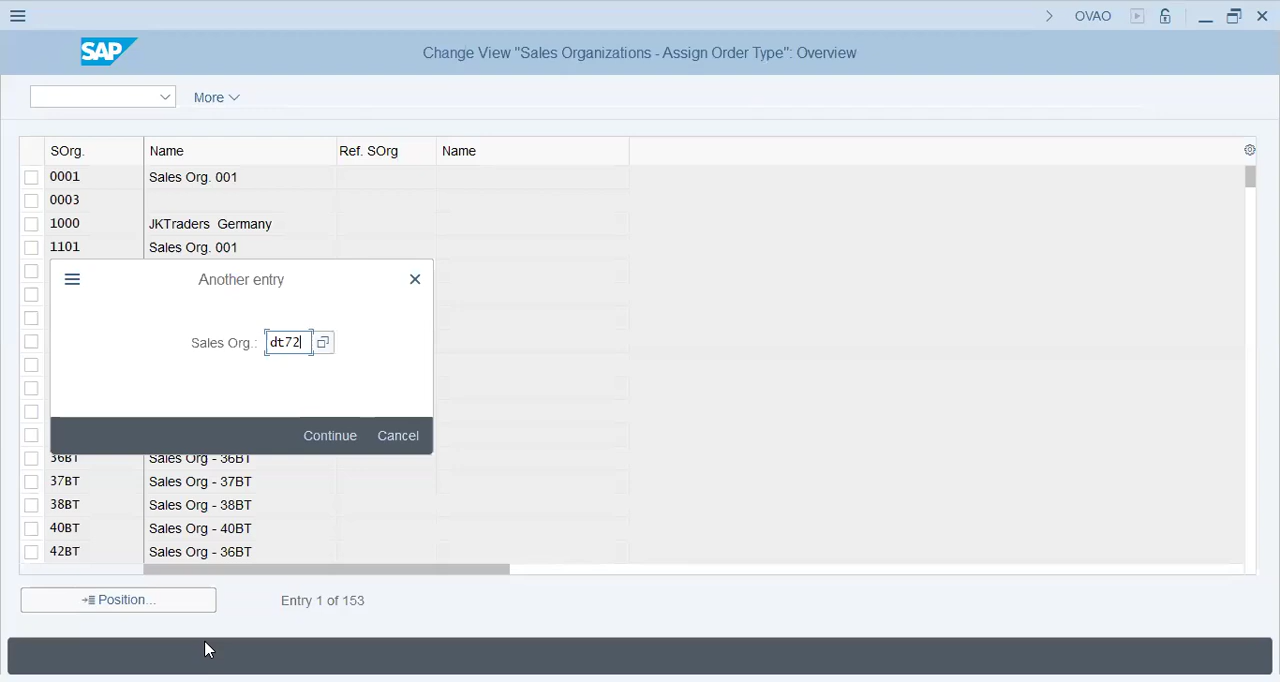 OVAO
SAP
Change View "Sales Organizations - Assign Order Type": Overview
More
SOrg. Name Ref. SOrg Name
0001 Sales Org. 001
0003
1000 JKTraders Germany
1101 Sales Org. 001
Another entry
Sales Org.: dt72
Continue Cancel
36BT Sales Org - 36BT
37BT Sales Org - 37BT
38BT Sales Org - 38BT
40BT Sales Org - 40BT
42BT Sales Org - 36BT
Position... Entry 1 of 153